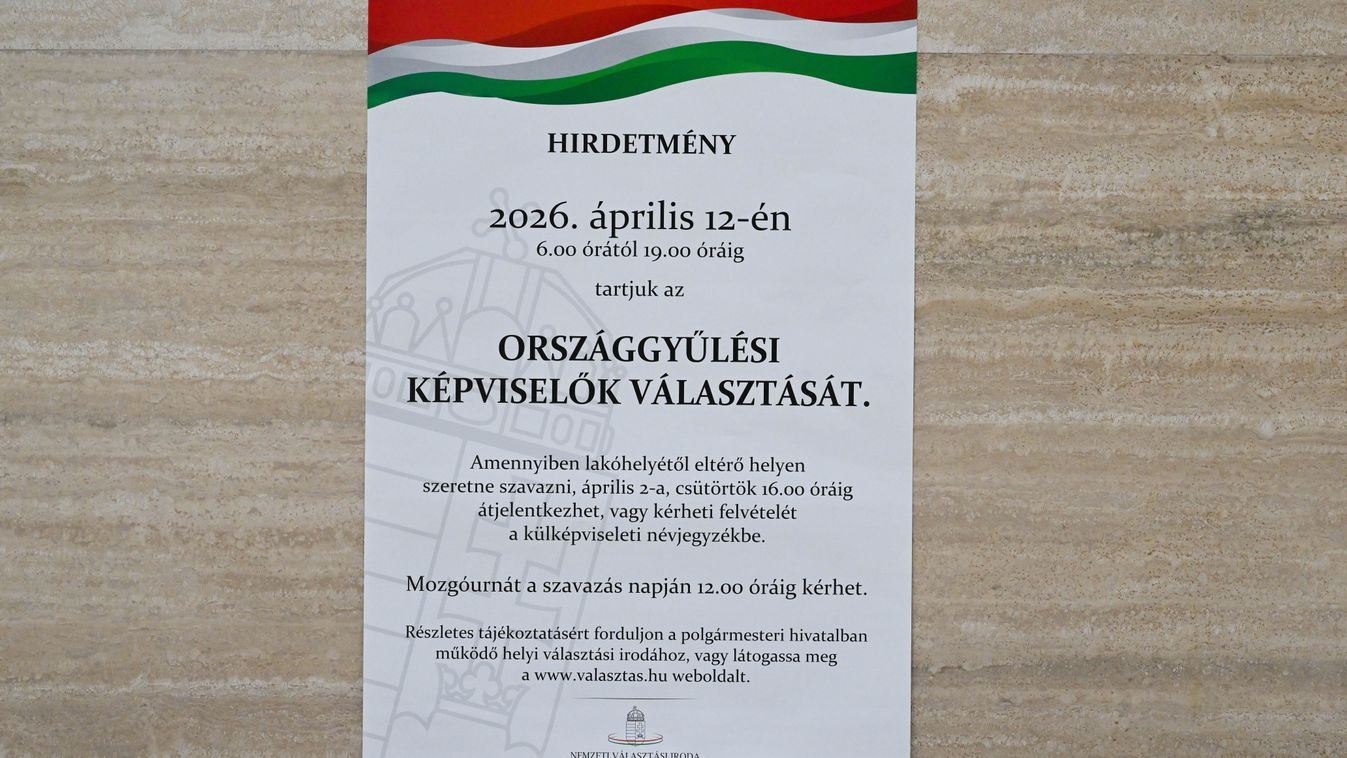 HIRDETMÉNY
2026. április 12-én
6.00 órától 19.00 óráig
tartjuk az
ORSZÁGGYŰLÉSI
KÉPVISELŐK VÁLASZTÁSÁT.
Amennyiben lakóhelyétől eltérő helyen
szeretne szavazni, április 2-a, csütörtök 16.00 óráig
átjelentkezhet, vagy kérheti felvételét
a külképviseleti névjegyzékbe.
Mozgóurnát a szavazás napján 12.00 óráig kérhet.
Részletes tájékoztatásért forduljon a polgármesteri hivatalban
működő helyi választási irodához, vagy látogassa meg
a www.valasztas.hu weboldalt.
NEMZETI VÁLASZTÁSI IRODA